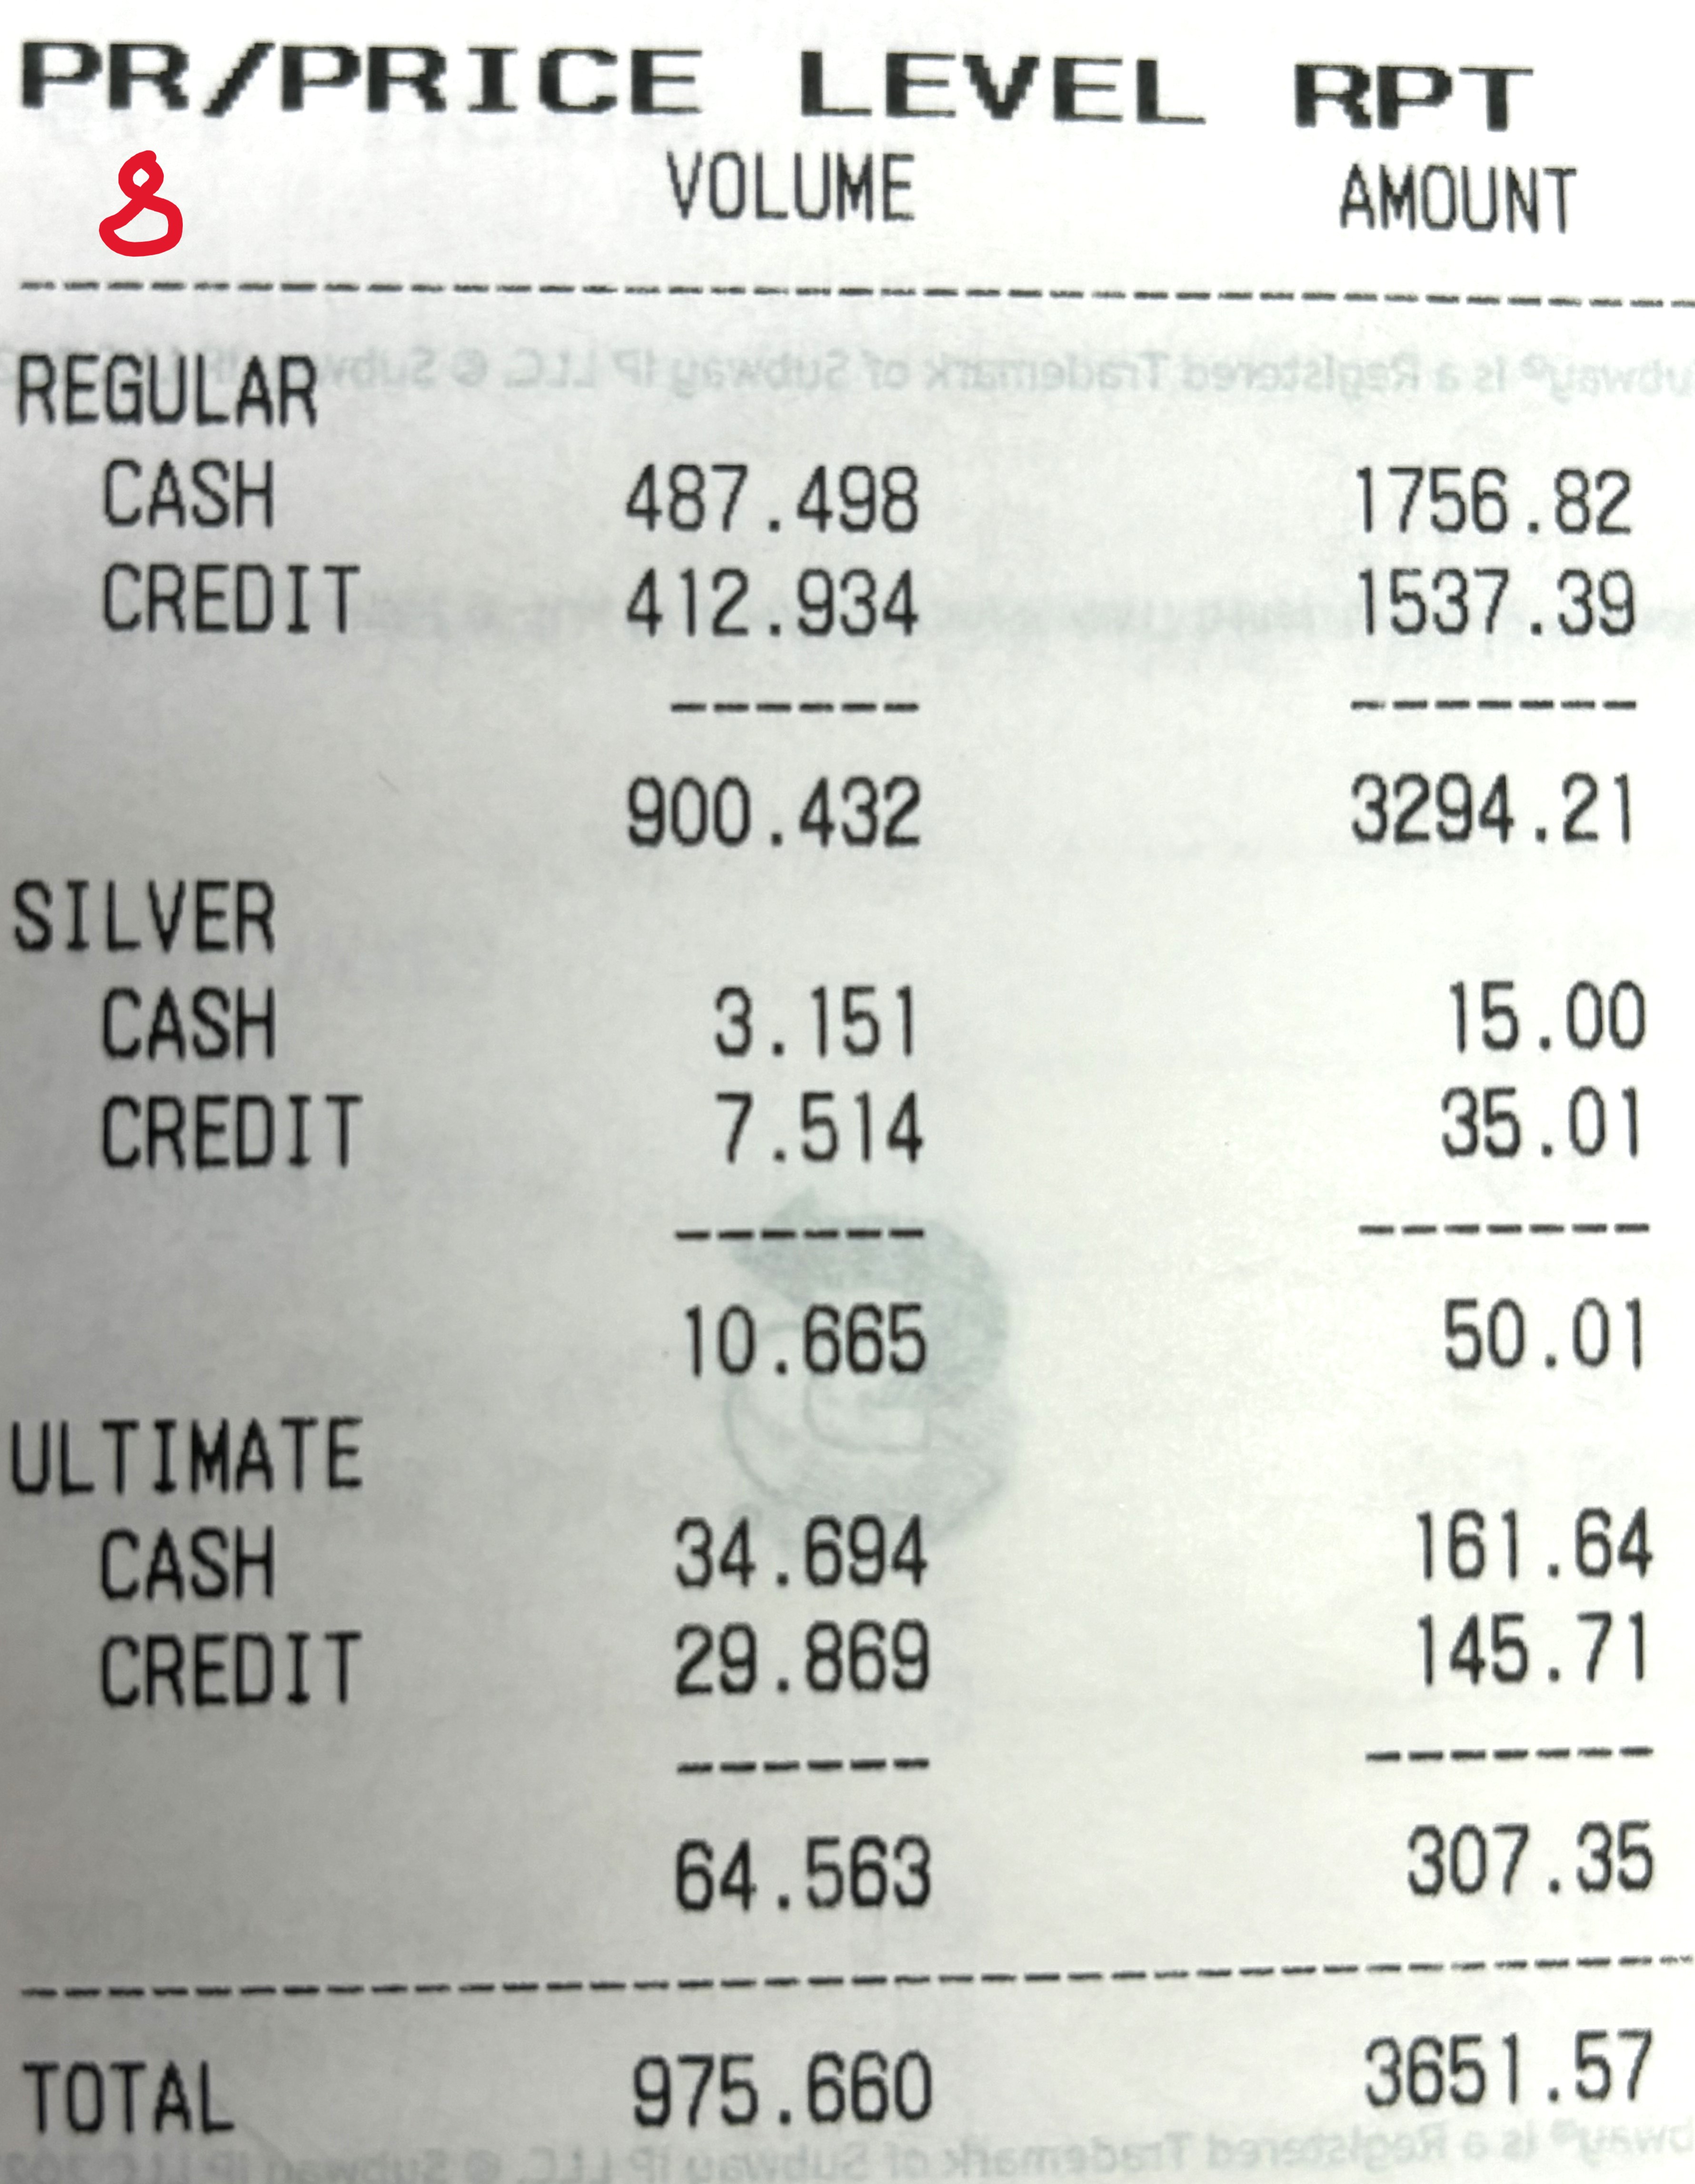 PR/PRICE LEVEL RPT
8 VOLUME AMOUNT
REGULAR
CASH 487.498 1756.82
CREDIT 412.934 1537.39
900.432 3294.21
SILVER
CASH 3.151 15.00
CREDIT 7.514 35.01
10.665 50.01
ULTIMATE
CASH 34.694 161.64
CREDIT 29.869 145.71
64.563 307.35
TOTAL 975.660 3651.57